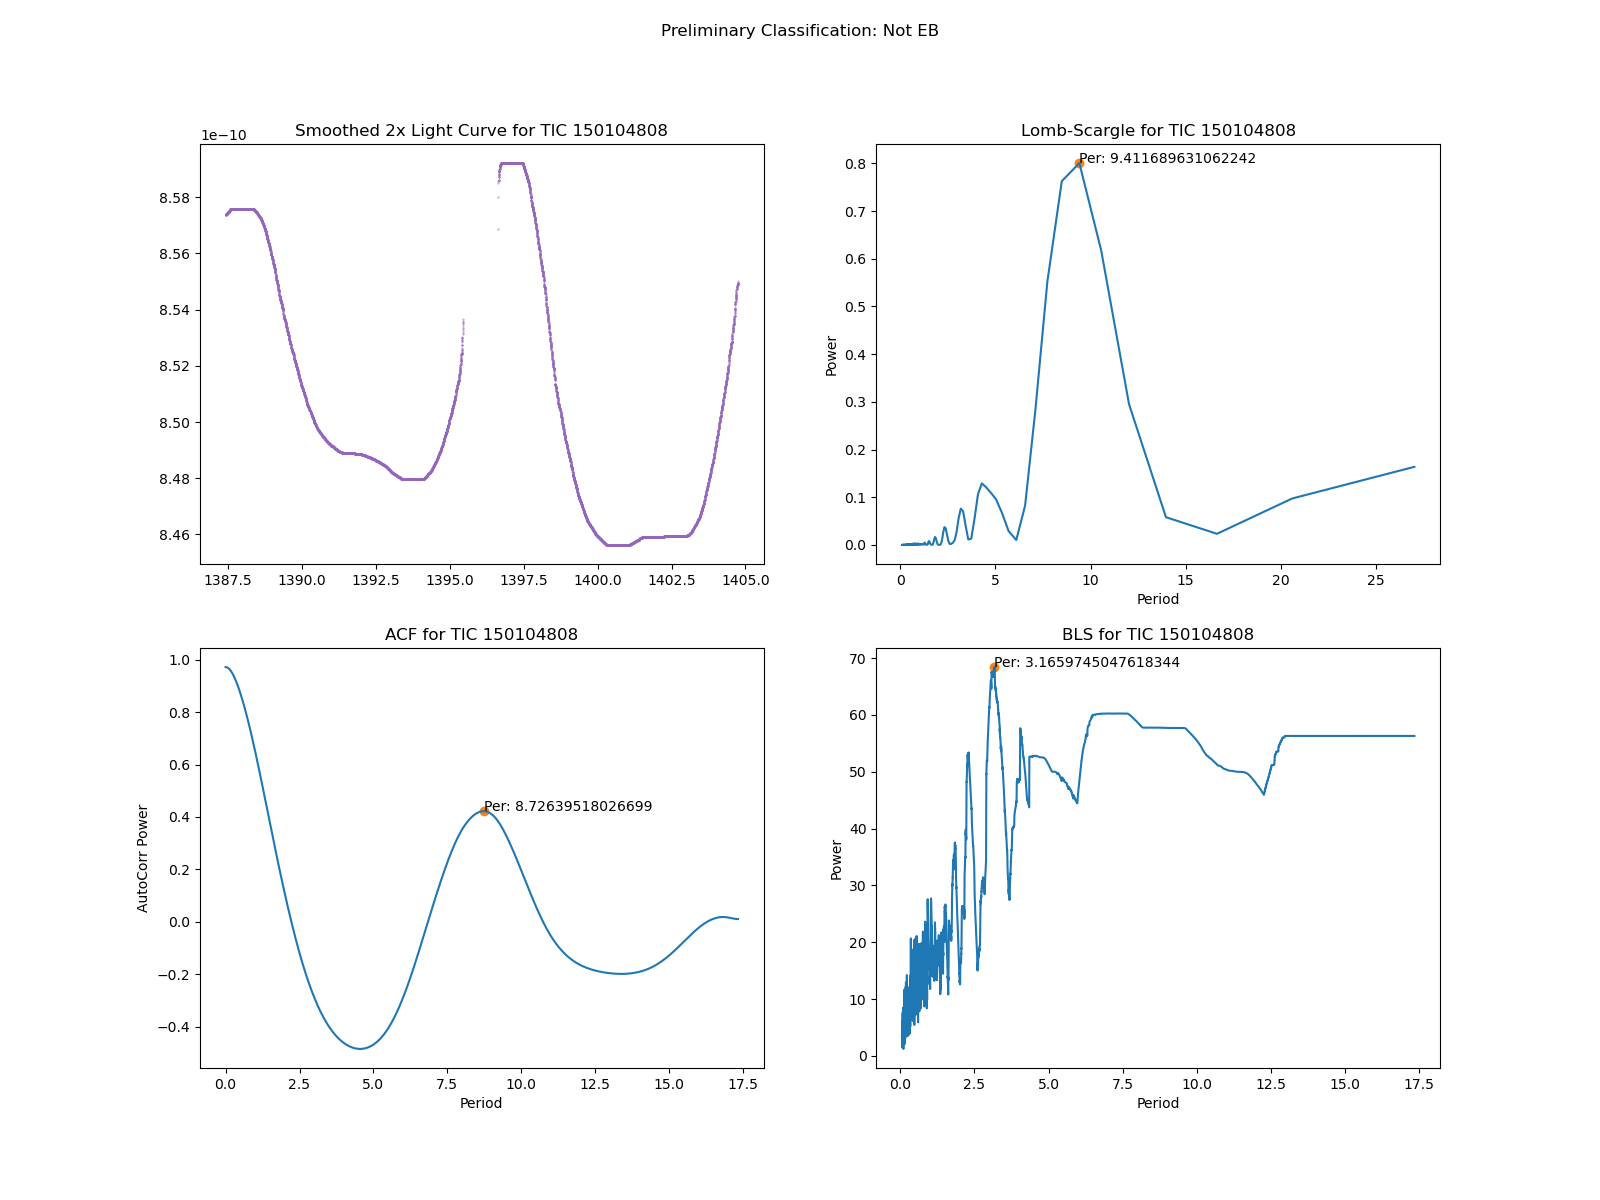 Preliminary Classification: Not EB
Smoothed 2x Light Curve for TIC 150104808
1e−10
8.58
8.56
8.54
8.52
8.50
8.48
8.46
1387.5 1390.0 1392.5 1395.0 1397.5 1400.0 1402.5 1405.0
Lomb-Scargle for TIC 150104808
Per: 9.411689631062242
Power
0.8
0.7
0.6
0.5
0.4
0.3
0.2
0.1
0.0
0 5 10 15 20 25
Period
ACF for TIC 150104808
Per: 8.72639518026699
AutoCorr Power
1.0
0.8
0.6
0.4
0.2
0.0
−0.2
−0.4
0.0 2.5 5.0 7.5 10.0 12.5 15.0 17.5
Period
BLS for TIC 150104808
Per: 3.1659745047618344
Power
70
60
50
40
30
20
10
0
0.0 2.5 5.0 7.5 10.0 12.5 15.0 17.5
Period